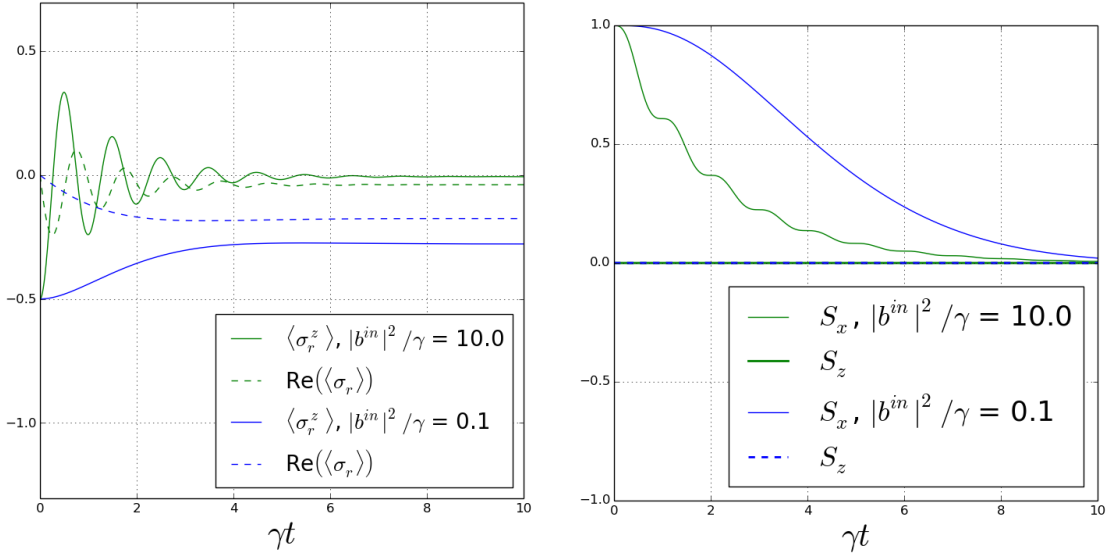 0.5
0.0
−0.5
−1.0
0 2 4 6 8 10
γt
⟨σ_r^z⟩, |b^{in}|^2/γ = 10.0
Re(⟨σ_r⟩)
⟨σ_r^z⟩, |b^{in}|^2/γ = 0.1
Re(⟨σ_r⟩)
1.0
0.5
0.0
−0.5
−1.0
0 2 4 6 8 10
γt
S_x, |b^{in}|^2/γ = 10.0
S_z
S_x, |b^{in}|^2/γ = 0.1
S_z